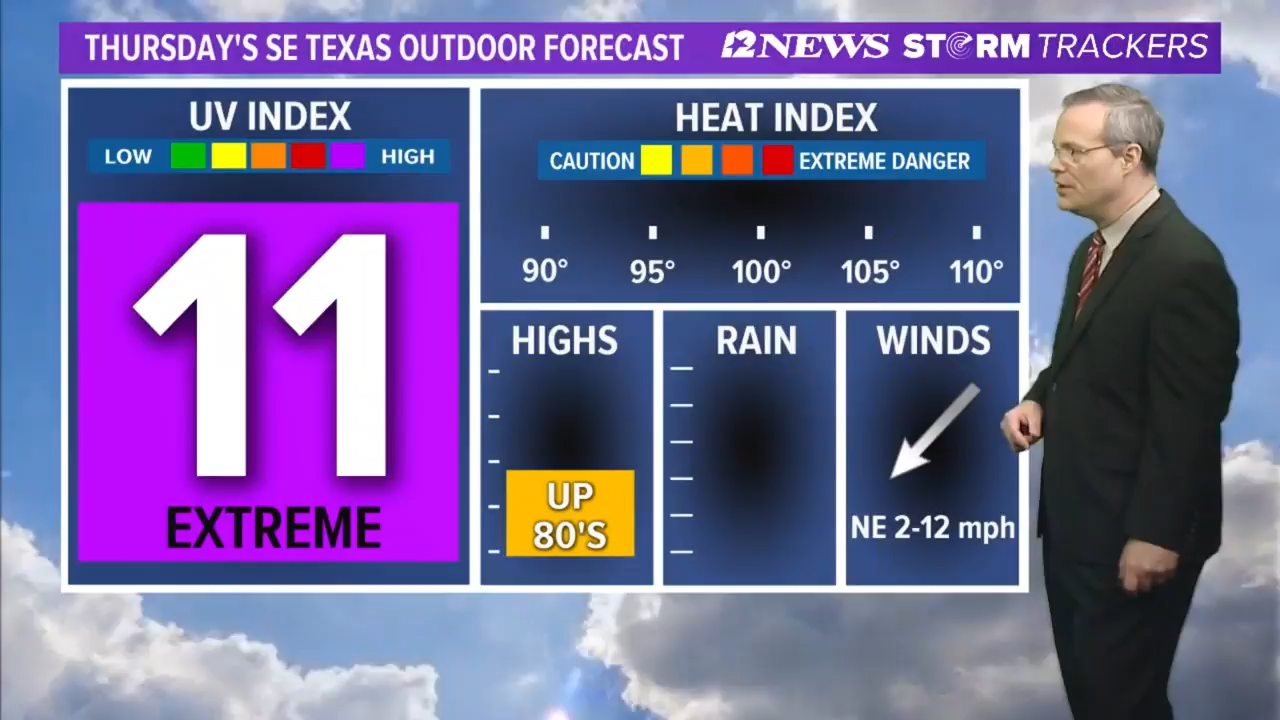 THURSDAY'S SE TEXAS OUTDOOR FORECAST
12NEWS STORM TRACKERS
UV INDEX
LOW HIGH
11
EXTREME
HEAT INDEX
CAUTION EXTREME DANGER
90° 95° 100° 105° 110°
HIGHS
UP
80'S
RAIN
WINDS
NE 2-12 mph